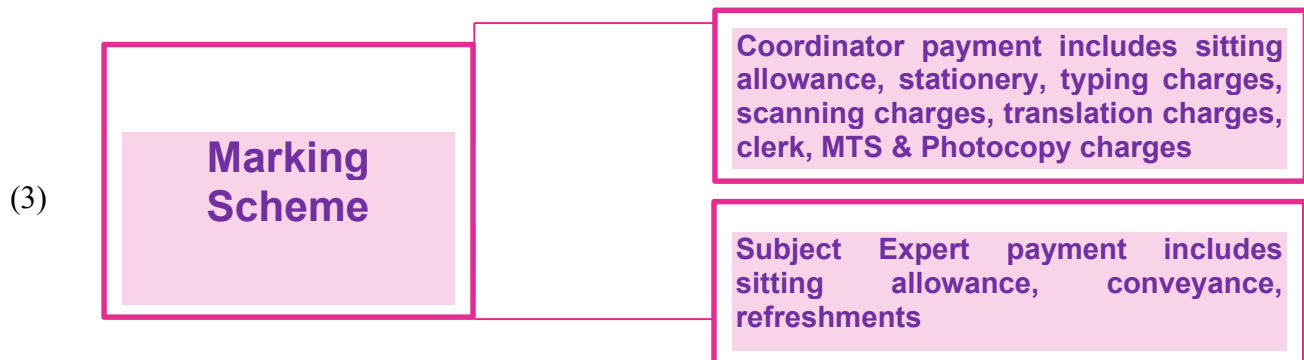 (3)
Marking
Scheme
Coordinator payment includes sitting
allowance, stationery, typing charges,
scanning charges, translation charges,
clerk, MTS & Photocopy charges
Subject Expert payment includes
sitting allowance, conveyance,
refreshments